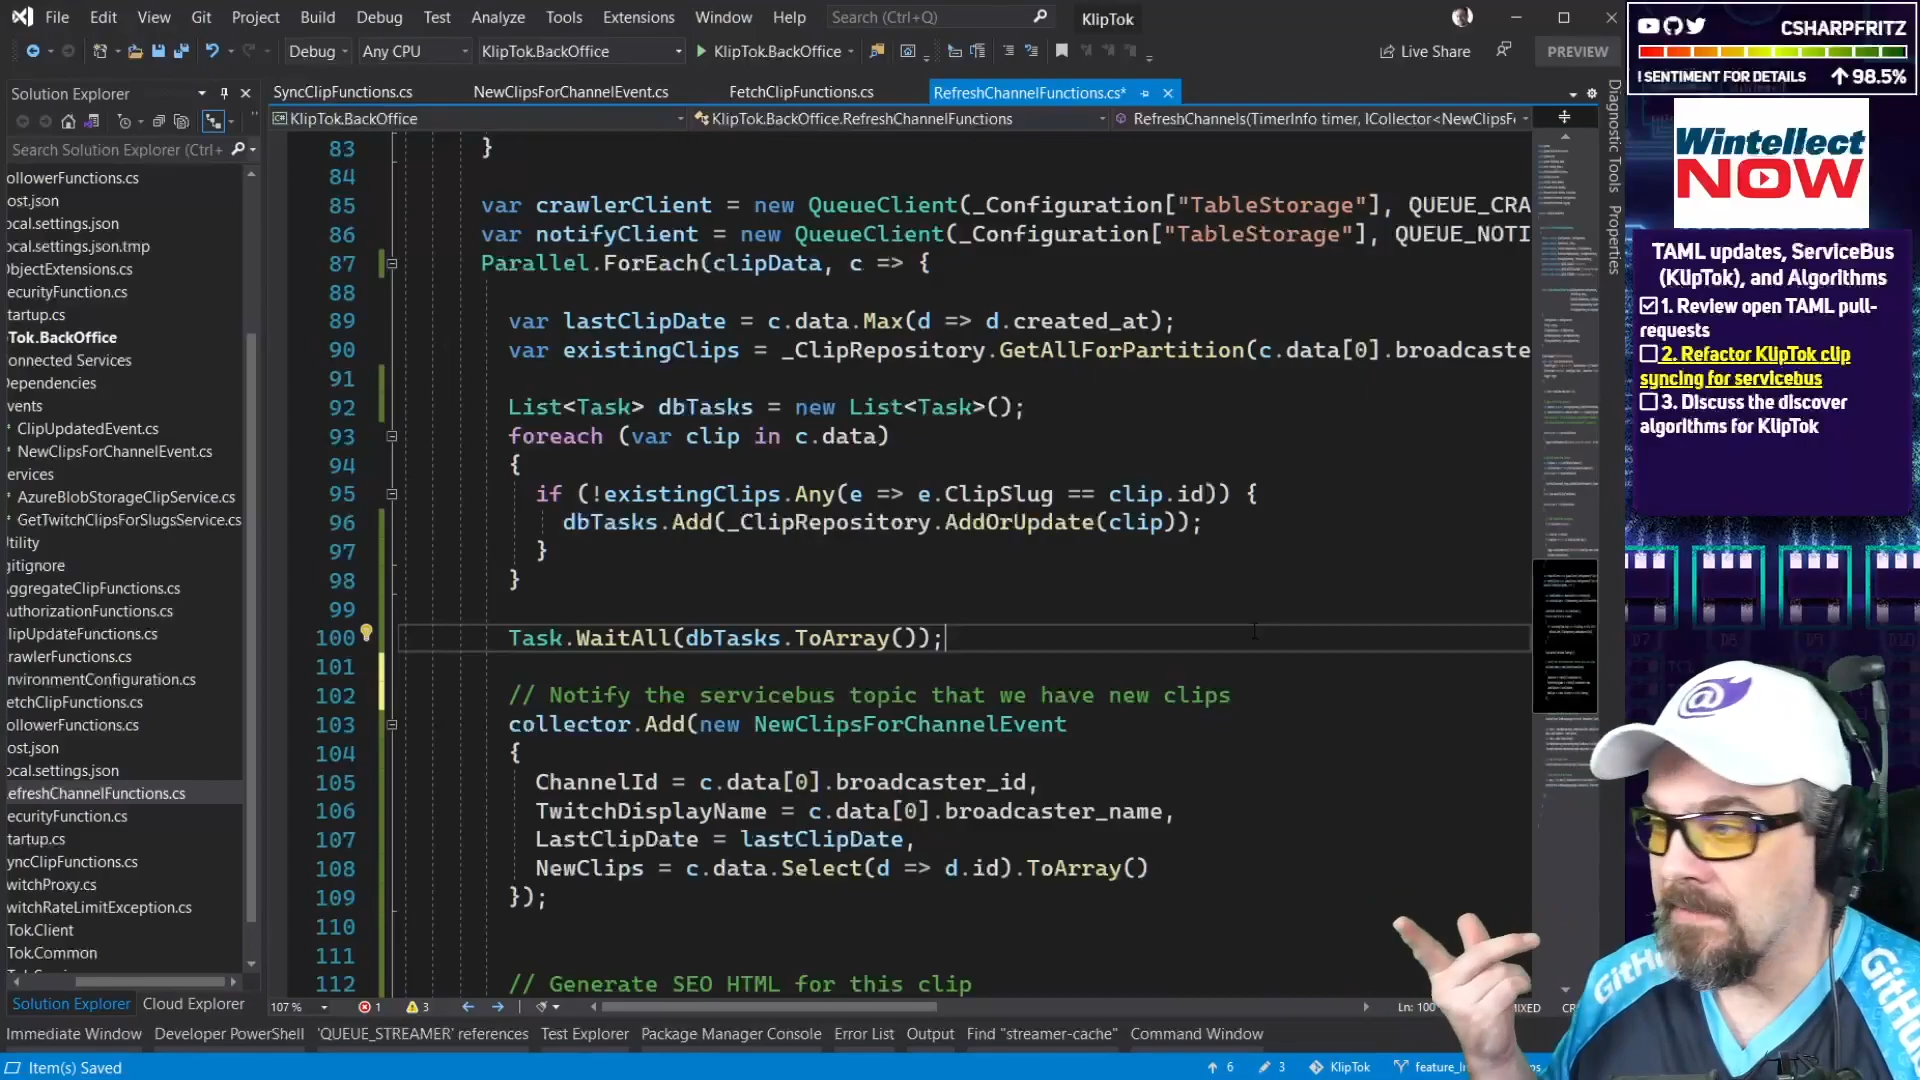 File Edit View Git Project Build Debug Test Analyze Tools Extensions Window Help Search (Ctrl+Q) KlipTok
Debug Any CPU KlipTok.BackOffice KlipTok.BackOffice Live Share PREVIEW
Solution Explorer
Search Solution Explorer (Ctrl+
ollowerFunctions.cs
ost.json
ocal.settings.json
ocal.settings.json.tmp
ObjectExtensions.cs
ecurityFunction.cs
tartup.cs
Tok.BackOffice
onnected Services
Dependencies
vents
ClipUpdatedEvent.cs
NewClipsForChannelEvent.cs
ervices
AzureBlobStorageClipService.cs
GetTwitchClipsForSlugsService.cs
tility
gitignore
AggregateClipFunctions.cs
uthorizationFunctions.cs
lipUpdateFunctions.cs
rawlerFunctions.cs
nvironmentConfiguration.cs
etchClipFunctions.cs
ollowerFunctions.cs
ost.json
ocal.settings.json
efreshChannelFunctions.cs
ecurityFunction.cs
tartup.cs
yncClipFunctions.cs
witchProxy.cs
witchRateLimitException.cs
Tok.Client
Tok.Common
Solution Explorer Cloud Explorer
SyncClipFunctions.cs NewClipsForChannelEvent.cs FetchClipFunctions.cs RefreshChannelFunctions.cs*
KlipTok.BackOffice KlipTok.BackOffice.RefreshChannelFunctions RefreshChannels(TimerInfo timer, ICollector<NewClipsF
83 }
84
85 var crawlerClient = new QueueClient(_Configuration["TableStorage"], QUEUE_CRA
86 var notifyClient = new QueueClient(_Configuration["TableStorage"], QUEUE_NOTI
87 Parallel.ForEach(clipData, c => {
88
89 var lastClipDate = c.data.Max(d => d.created_at);
90 var existingClips = _ClipRepository.GetAllForPartition(c.data[0].broadcaste
91
92 List<Task> dbTasks = new List<Task>();
93 foreach (var clip in c.data)
94 {
95 if (!existingClips.Any(e => e.ClipSlug == clip.id)) {
96 dbTasks.Add(_ClipRepository.AddOrUpdate(clip));
97 }
98 }
99
100 Task.WaitAll(dbTasks.ToArray());
101
102 // Notify the servicebus topic that we have new clips
103 collector.Add(new NewClipsForChannelEvent
104 {
105 ChannelId = c.data[0].broadcaster_id,
106 TwitchDisplayName = c.data[0].broadcaster_name,
107 LastClipDate = lastClipDate,
108 NewClips = c.data.Select(d => d.id).ToArray()
109 });
110
111
112 // Generate SEO HTML for this clip
107 % 1 3 Ln: 100 MIXED CR
Immediate Window Developer PowerShell 'QUEUE_STREAMER' references Test Explorer Package Manager Console Error List Output Find "streamer-cache" Command Window
Item(s) Saved 6 3 KlipTok
Diagnostic Tools
Properties
CSHARPFRITZ
! SENTIMENT FOR DETAILS 98.5%
Wintellect
NOW
TAML updates, ServiceBus
(KlipTok), and Algorithms
1. Review open TAML pull-
requests
2. Refactor KlipTok clip
syncing for servicebus
3. Discuss the discover
algorithms for KlipTok